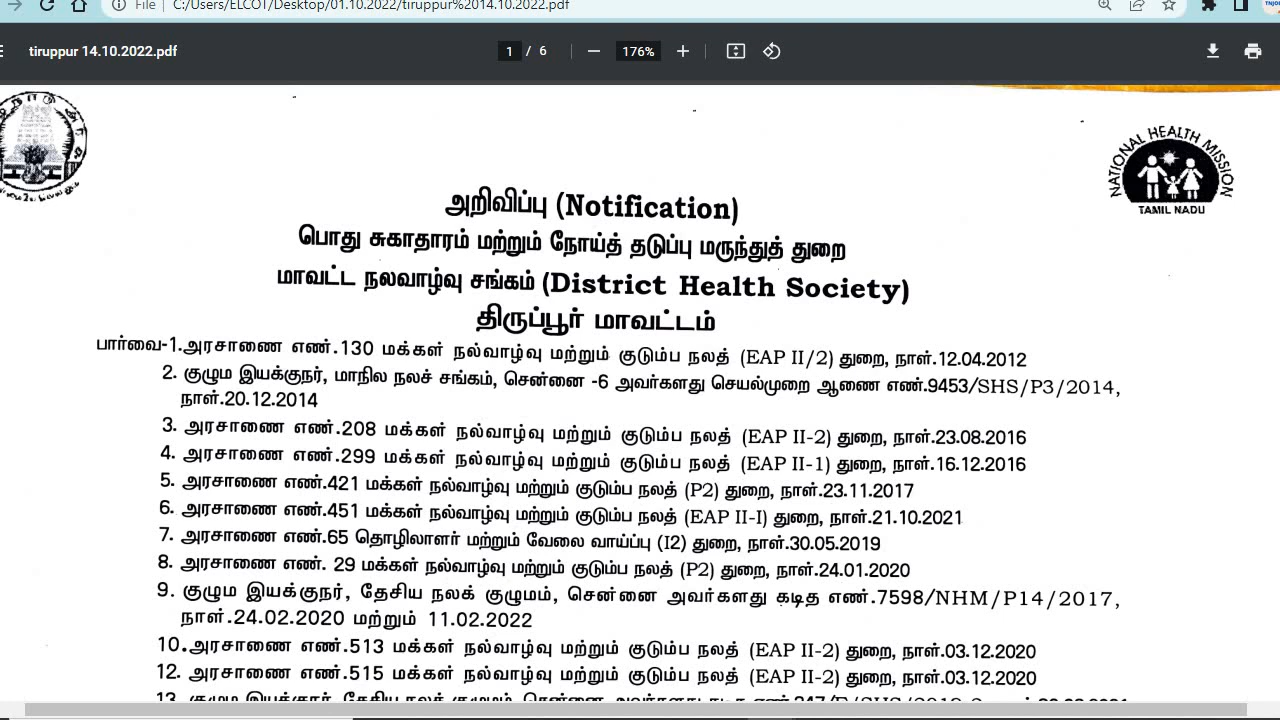 File | C:/Users/ELCOT/Desktop/01.10.2022/tiruppur%2014.10.2022.pdf
tiruppur 14.10.2022.pdf
1 / 6
176%
NATIONAL HEALTH MISSION
TAMIL NADU
அறிவிப்பு (Notification)
பொது சுகாதாரம் மற்றும் நோய்த் தடுப்பு மருந்துத் துறை
மாவட்ட நலவாழ்வு சங்கம் (District Health Society)
திருப்பூர் மாவட்டம்
பார்வை-1.அரசாணை எண்.130 மக்கள் நல்வாழ்வு மற்றும் குடும்ப நலத் (EAP II/2) துறை, நாள்.12.04.2012
2. குழும இயக்குநர், மாநில நலச் சங்கம், சென்னை -6 அவர்களது செயல்முறை ஆணை எண்.9453/SHS/P3/2014,
நாள்.20.12.2014
3. அரசாணை எண்.208 மக்கள் நல்வாழ்வு மற்றும் குடும்ப நலத் (EAP II-2) துறை, நாள்.23.08.2016
4. அரசாணை எண்.299 மக்கள் நல்வாழ்வு மற்றும் குடும்ப நலத் (EAP II-1) துறை, நாள்.16.12.2016
5. அரசாணை எண்.421 மக்கள் நல்வாழ்வு மற்றும் குடும்ப நலத் (P2) துறை, நாள்.23.11.2017
6. அரசாணை எண்.451 மக்கள் நல்வாழ்வு மற்றும் குடும்ப நலத் (EAP II-I) துறை, நாள்.21.10.2021
7. அரசாணை எண்.65 தொழிலாளர் மற்றும் வேலை வாய்ப்பு (I2) துறை, நாள்.30.05.2019
8. அரசாணை எண். 29 மக்கள் நல்வாழ்வு மற்றும் குடும்ப நலத் (P2) துறை, நாள்.24.01.2020
9. குழும இயக்குநர், தேசிய நலக் குழுமம், சென்னை அவர்களது கடித எண்.7598/NHM/P14/2017,
நாள்.24.02.2020 மற்றும் 11.02.2022
10.அரசாணை எண்.513 மக்கள் நல்வாழ்வு மற்றும் குடும்ப நலத் (EAP II-2) துறை, நாள்.03.12.2020
12. அரசாணை எண்.515 மக்கள் நல்வாழ்வு மற்றும் குடும்ப நலத் (EAP II-2) துறை, நாள்.03.12.2020